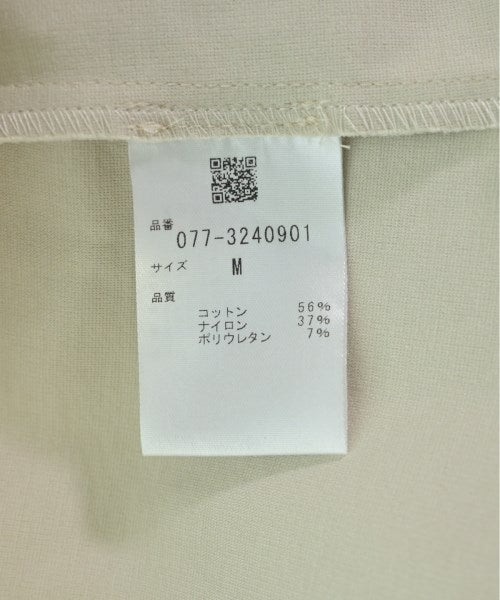 品番 077-3240901
サイズ M
品質
コットン 56%
ナイロン 37%
ポリウレタン 7%